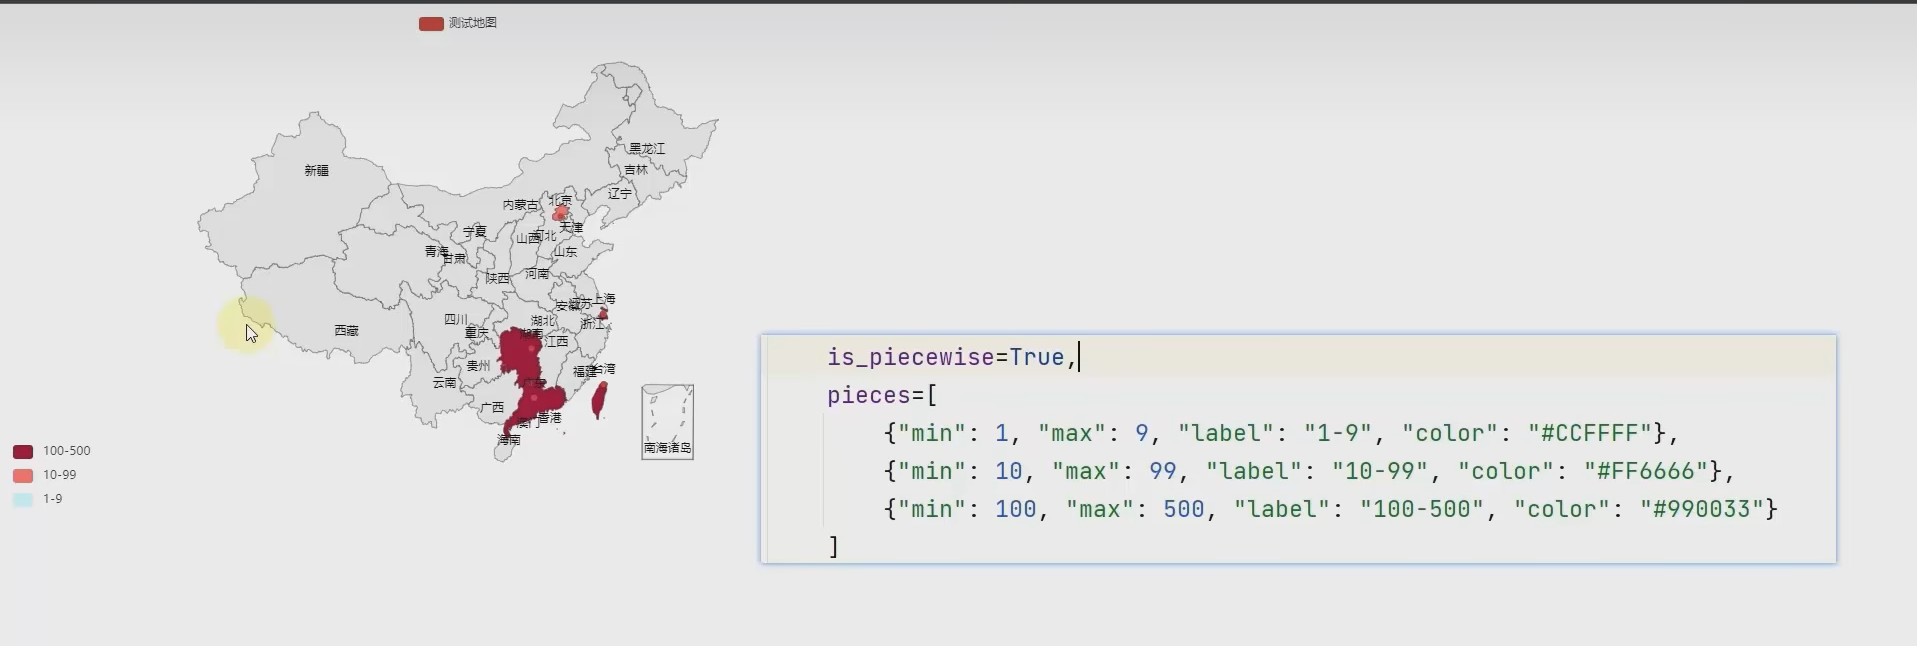 测试地图
黑龙江
吉林
新疆
辽宁
内蒙古
北京
天津
宁夏
山西
河北
青海
甘肃
山东
陕西
河南
安徽
江苏
上海
四川
湖北
浙江
重庆
湖南
西藏
江西
贵州
福建
台湾
云南
广东
广西
澳门
香港
海南
南海诸岛
100-500
10-99
1-9
is_piecewise=True,
pieces=[
{"min": 1, "max": 9, "label": "1-9", "color": "#CCFFFF"},
{"min": 10, "max": 99, "label": "10-99", "color": "#FF6666"},
{"min": 100, "max": 500, "label": "100-500", "color": "#990033"}
]